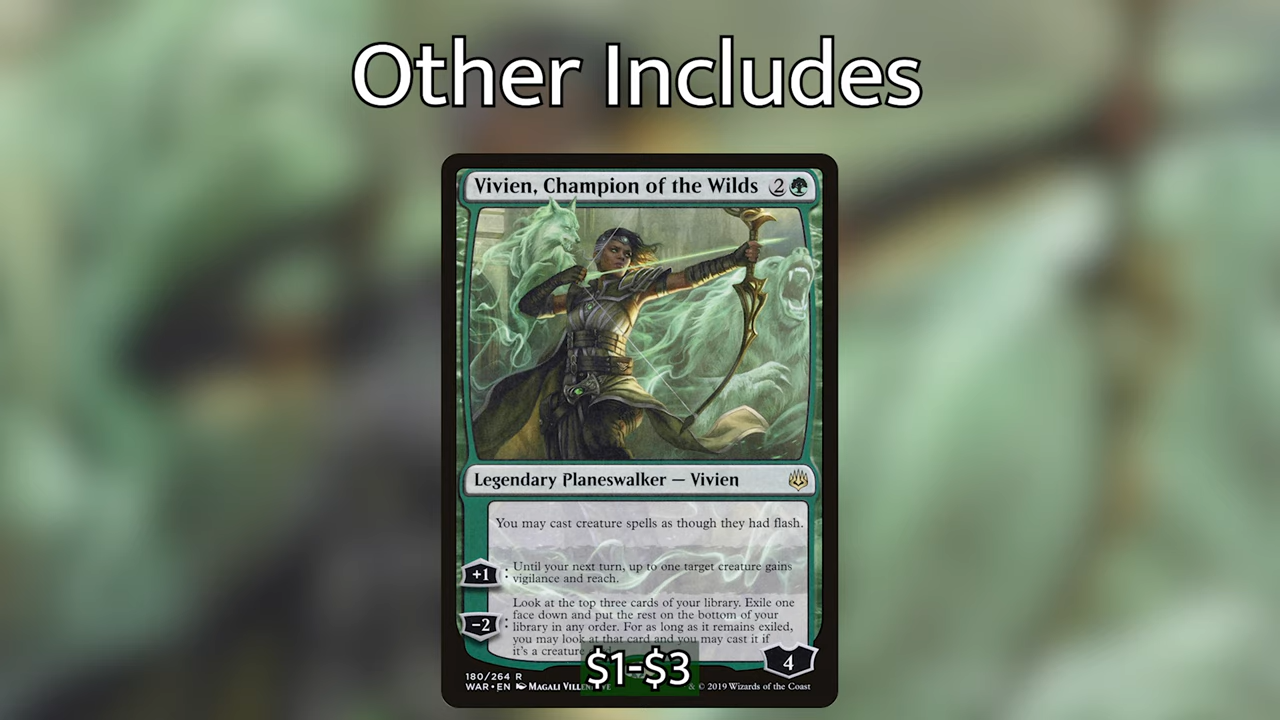 Other Includes
Vivien, Champion of the Wilds 2
Legendary Planeswalker — Vivien
You may cast creature spells as though they had flash.
+1: Until your next turn, up to one target creature gains
vigilance and reach.
Look at the top three cards of your library. Exile one
face down and put the rest on the bottom of your
-2: library in any order. For as long as it remains exiled,
you may look at that card and you may cast it if
it's a creature
$1-$3
4
180/264 R
WAR • EN Magali
& © 2019 Wizards of the Coast